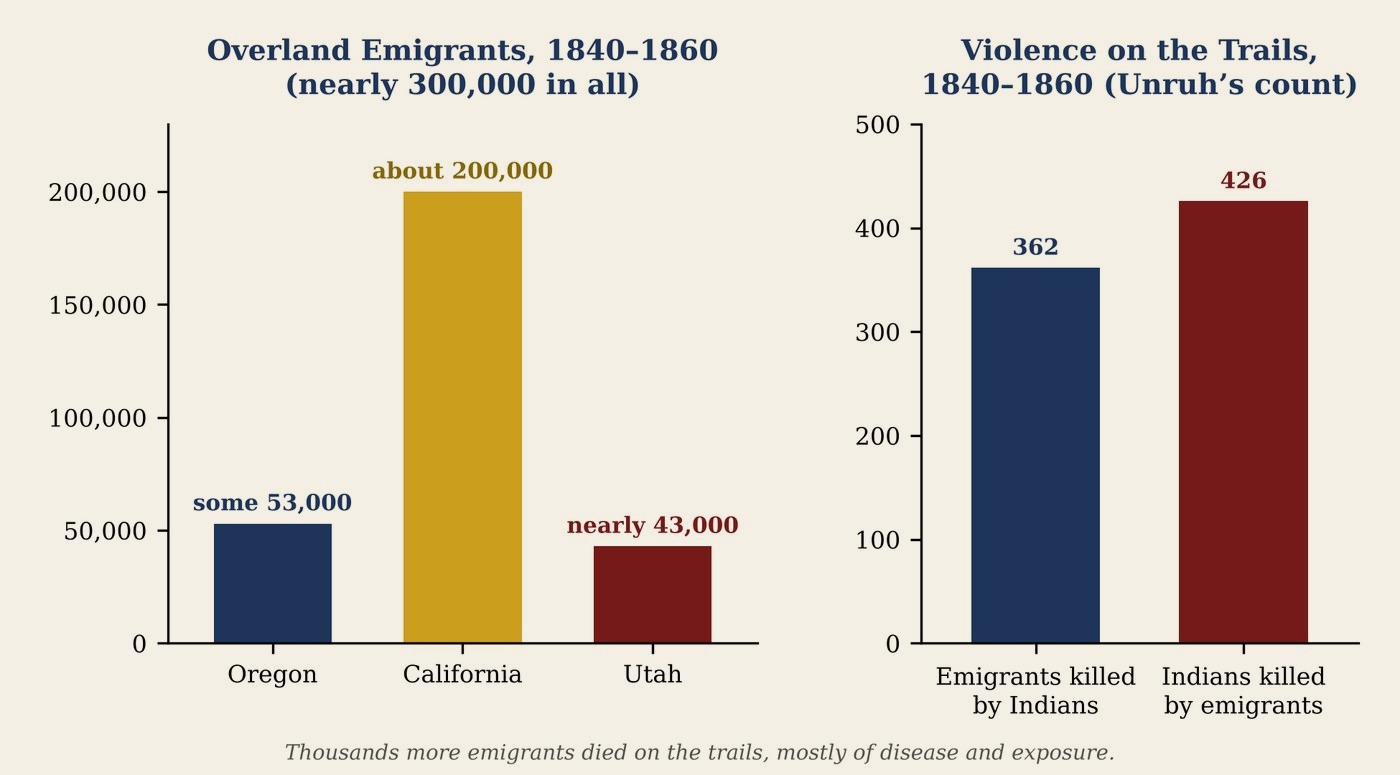 Overland Emigrants, 1840–1860
(nearly 300,000 in all)
200,000
150,000
100,000
50,000
0
about 200,000
some 53,000
nearly 43,000
Oregon
California
Utah
Violence on the Trails,
1840–1860 (Unruh’s count)
500
400
300
200
100
0
362
426
Emigrants killed
by Indians
Indians killed
by emigrants
Thousands more emigrants died on the trails, mostly of disease and exposure.